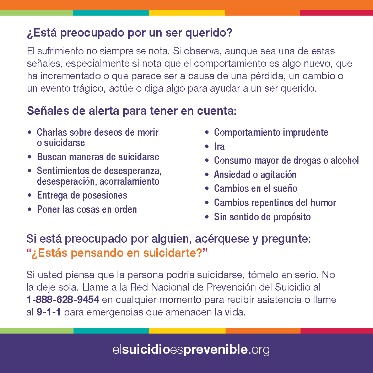 ¿Está preocupado por un ser querido?
El sufrimiento no siempre se nota. Si observa, aunque sea una de estas
señales, especialmente si nota que el comportamiento es algo nuevo, que
ha incrementado o que parece ser a causa de una pérdida, un cambio o
un evento trágico, actúe o diga algo para ayudar a un ser querido.
Señales de alerta para tener en cuenta:
• Charlas sobre deseos de morir
o suicidarse
• Buscan maneras de suicidarse
• Sentimientos de desesperanza,
desesperación, acorralamiento
• Entrega de posesiones
• Poner las cosas en orden
• Comportamiento imprudente
• Ira
• Consumo mayor de drogas o alcohol
• Ansiedad o agitación
• Cambios en el sueño
• Cambios repentinos del humor
• Sin sentido de propósito
Si está preocupado por alguien, acérquese y pregunte:
“¿Estás pensando en suicidarte?”
Si usted piensa que la persona podría suicidarse, tómelo en serio. No
la deje sola. Llame a la Red Nacional de Prevención del Suicidio al
1-888-628-9454 en cualquier momento para recibir asistencia o llame
al 9-1-1 para emergencias que amenacen la vida.
elsuicidioesprevenible.org